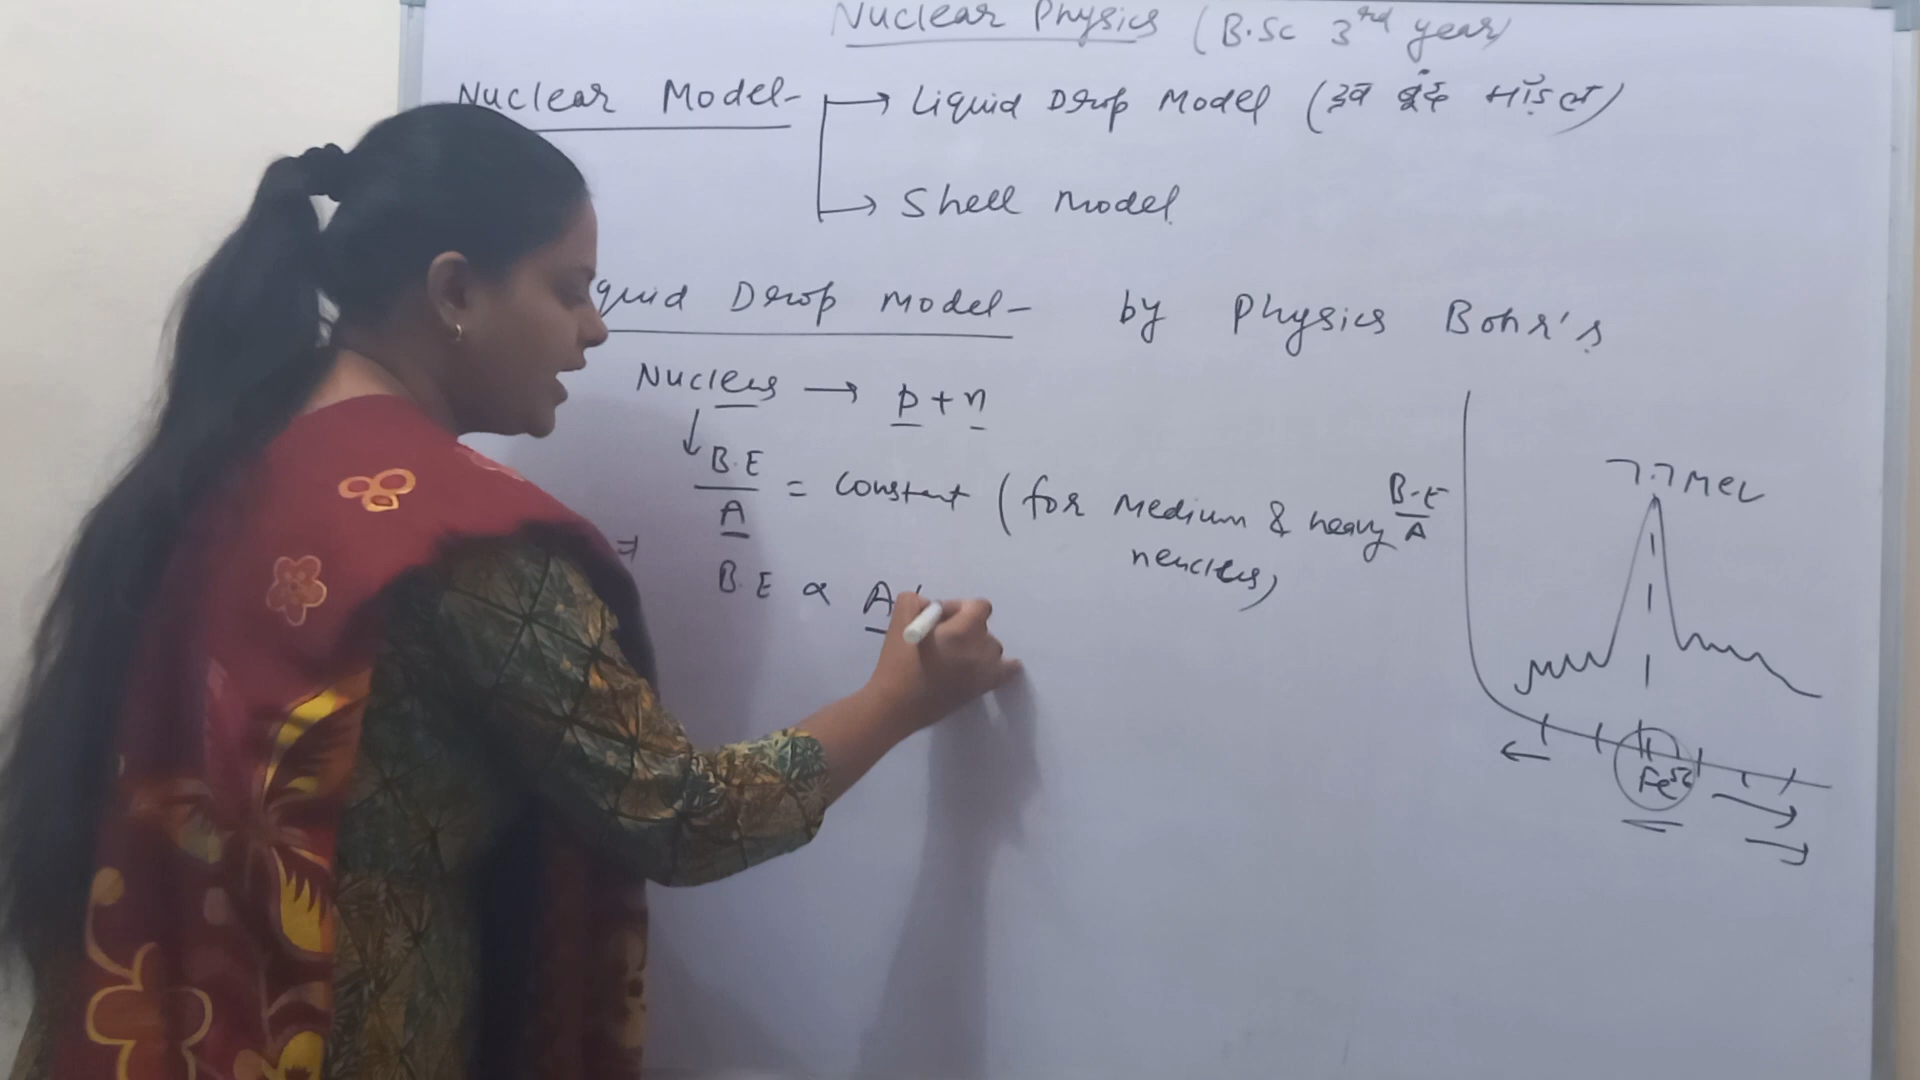 Nuclear Physics (B.Sc 3rd year)
Nuclear Model- → Liquid Drop Model (द्रव बूंद मॉडल)
→ Shell Model
quid Drop Model- by Physics Bohr's
Nucleus → p+n
↓
B.E/A = constant (for Medium & heavy
neucleus)
⇒ B.E ∝ A
B.E/A
7.7 Mev
Fe